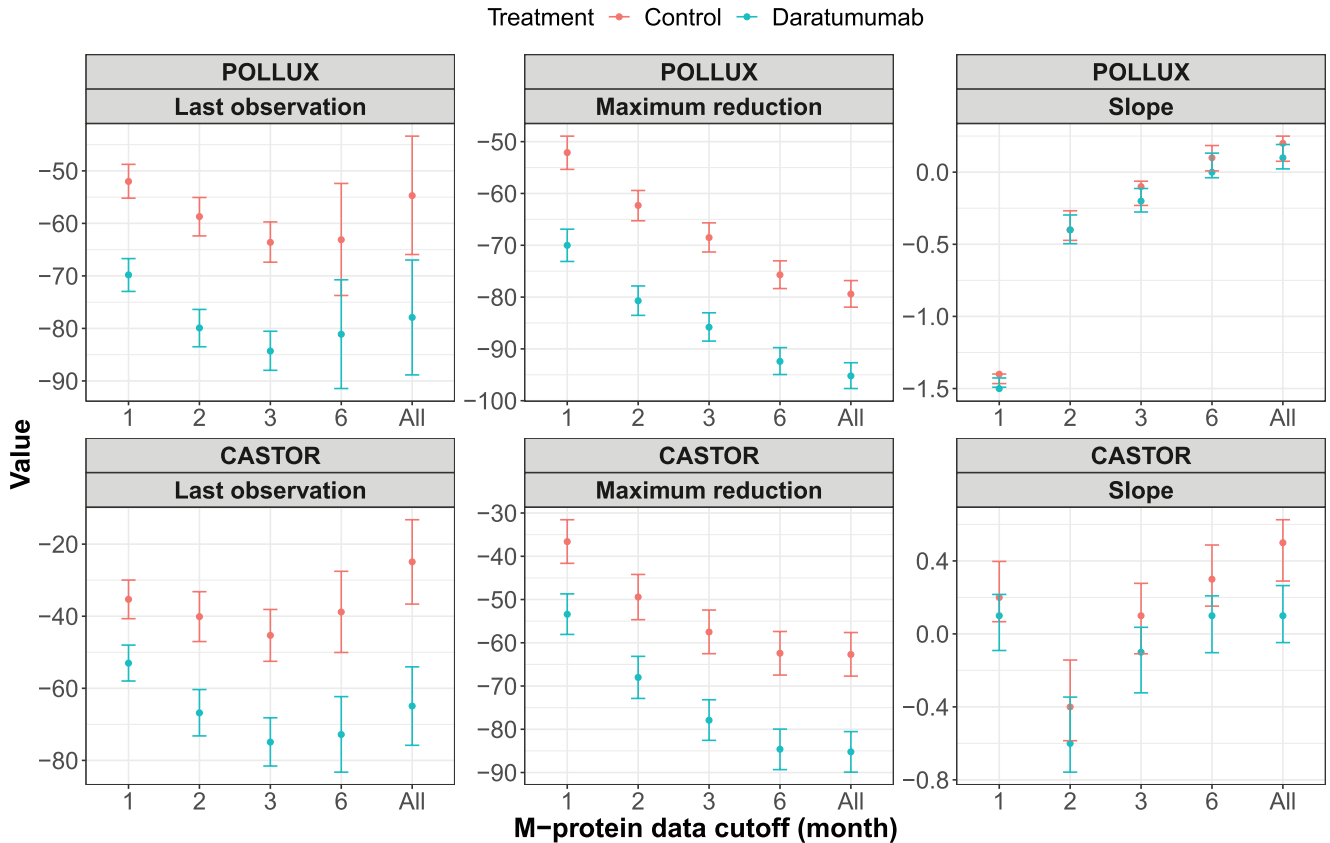 Treatment Control Daratumumab
POLLUX POLLUX POLLUX
Last observation Maximum reduction Slope
−50
−60
−70
−80
−90
1 2 3 6 All
−50
−60
−70
−80
−90
−100
1 2 3 6 All
0.0
−0.5
−1.0
−1.5
1 2 3 6 All
Value
CASTOR CASTOR CASTOR
Last observation Maximum reduction Slope
−20
−40
−60
−80
1 2 3 6 All
−30
−40
−50
−60
−70
−80
−90
1 2 3 6 All
0.4
0.0
−0.4
−0.8
1 2 3 6 All
M−protein data cutoff (month)